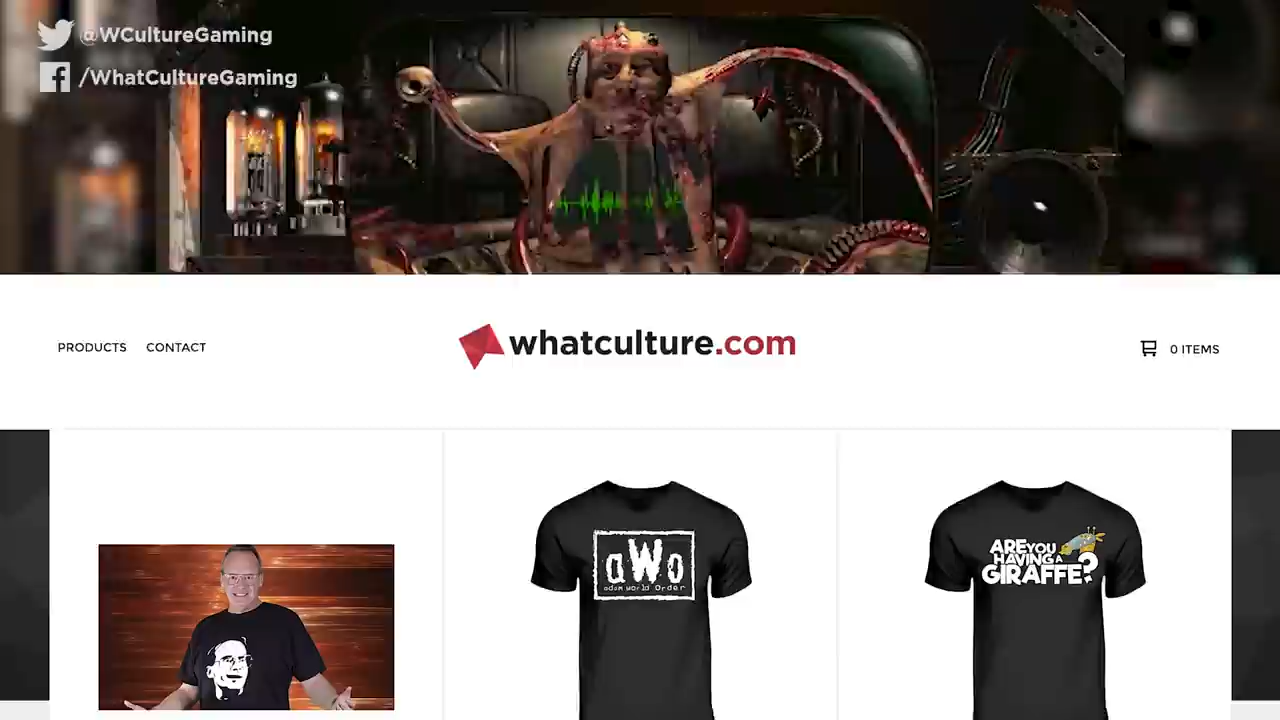 @WCultureGaming
/WhatCultureGaming
PRODUCTS CONTACT
whatculture.com
0 ITEMS
aWo
adam world Order
ARE YOU
HAVING A
GIRAFFE?